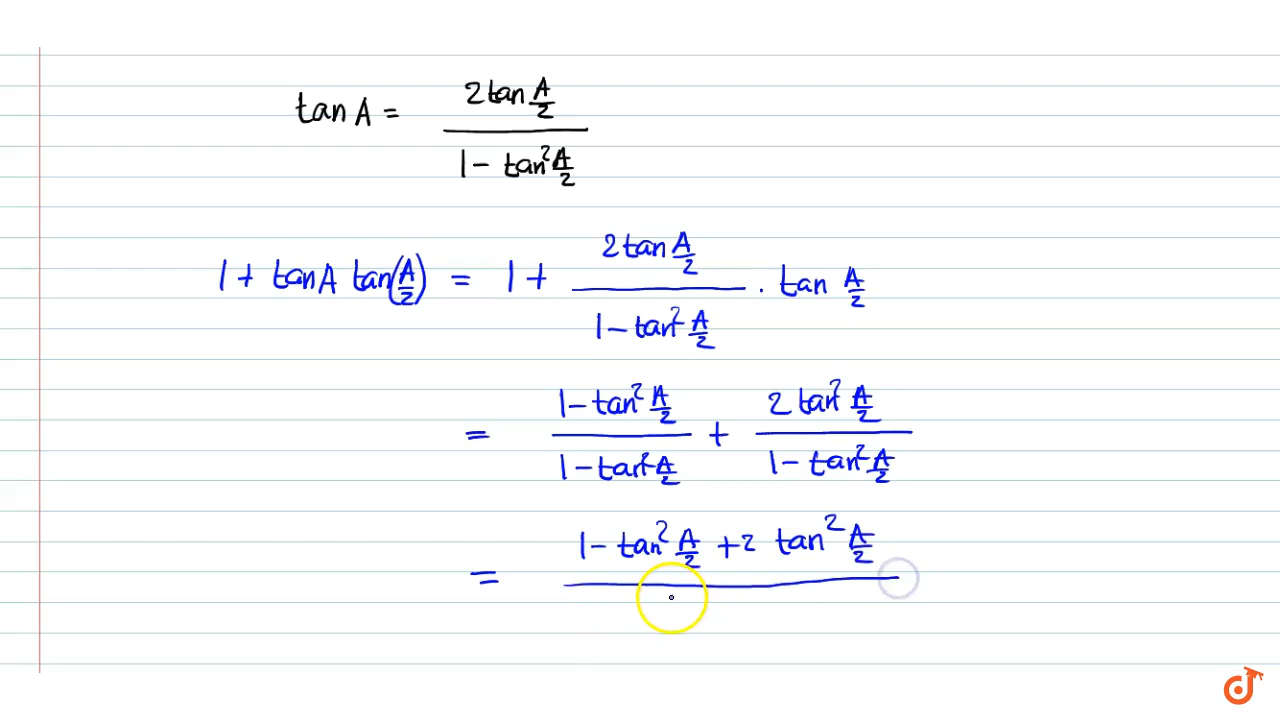 tan A = 2 tan A/2 / 1 - tan² A/2
1 + tan A tan(A/2) = 1 + 2 tan A/2 / 1 - tan² A/2 . tan A/2
= 1 - tan² A/2 / 1 - tan² A/2 + 2 tan² A/2 / 1 - tan² A/2
= 1 - tan² A/2 + 2 tan² A/2